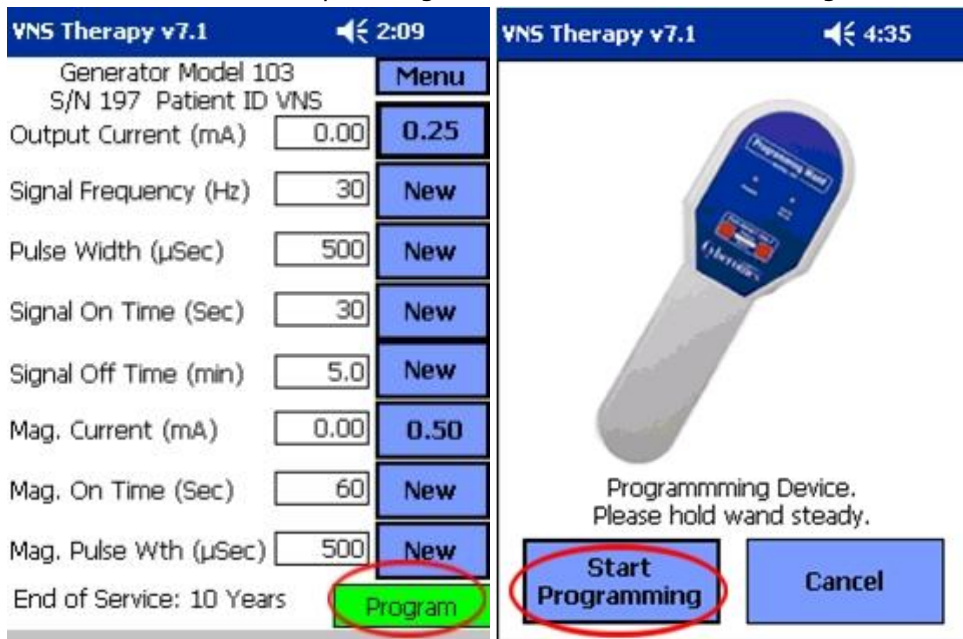 VNS Therapy v7.1 2:09
Generator Model 103 Menu
S/N 197 Patient ID VNS
Output Current (mA) 0.00 0.25
Signal Frequency (Hz) 30 New
Pulse Width (µSec) 500 New
Signal On Time (Sec) 30 New
Signal Off Time (min) 5.0 New
Mag. Current (mA) 0.00 0.50
Mag. On Time (Sec) 60 New
Mag. Pulse Wth (µSec) 500 New
End of Service: 10 Years Program
VNS Therapy v7.1 4:35
Programming Wand
Cyberonics
Programmming Device.
Please hold wand steady.
Start Programming Cancel